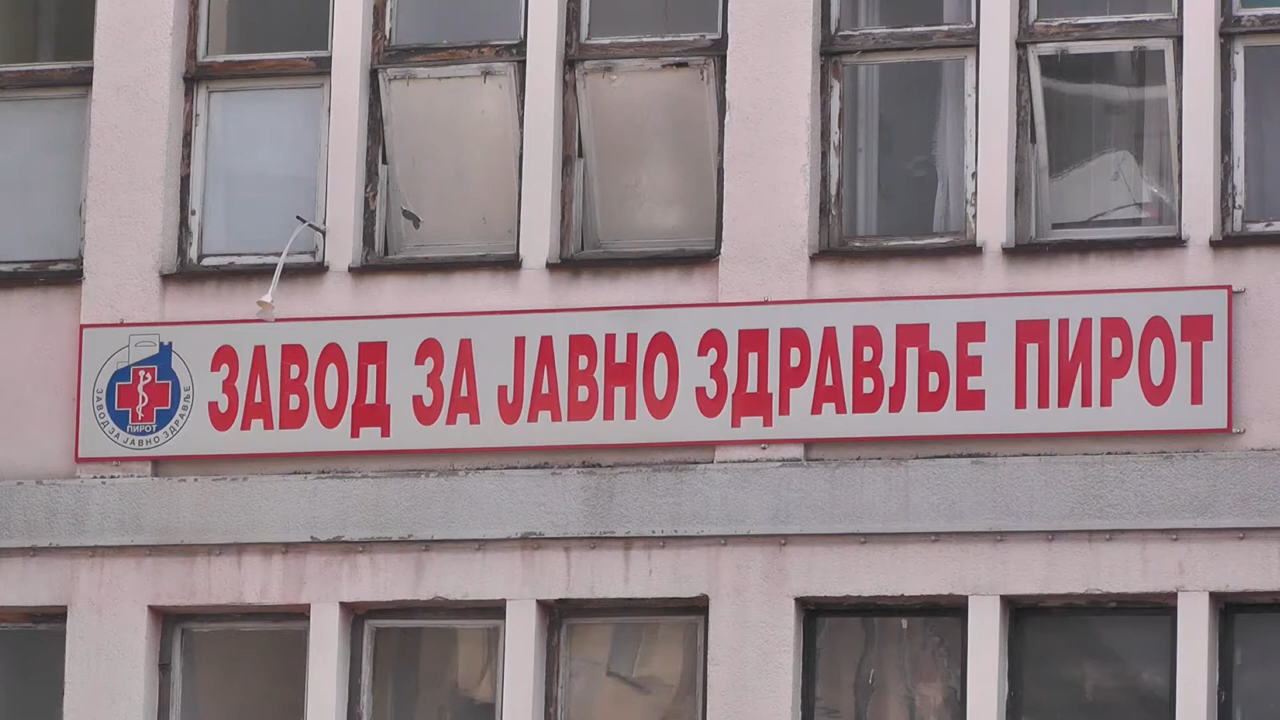 ЗАВОД ЗА ЈАВНО ЗДРАВЉЕ ПИРОТ
ПИРОТ
ЗАВОД ЗА ЈАВНО ЗДРАВЉЕ